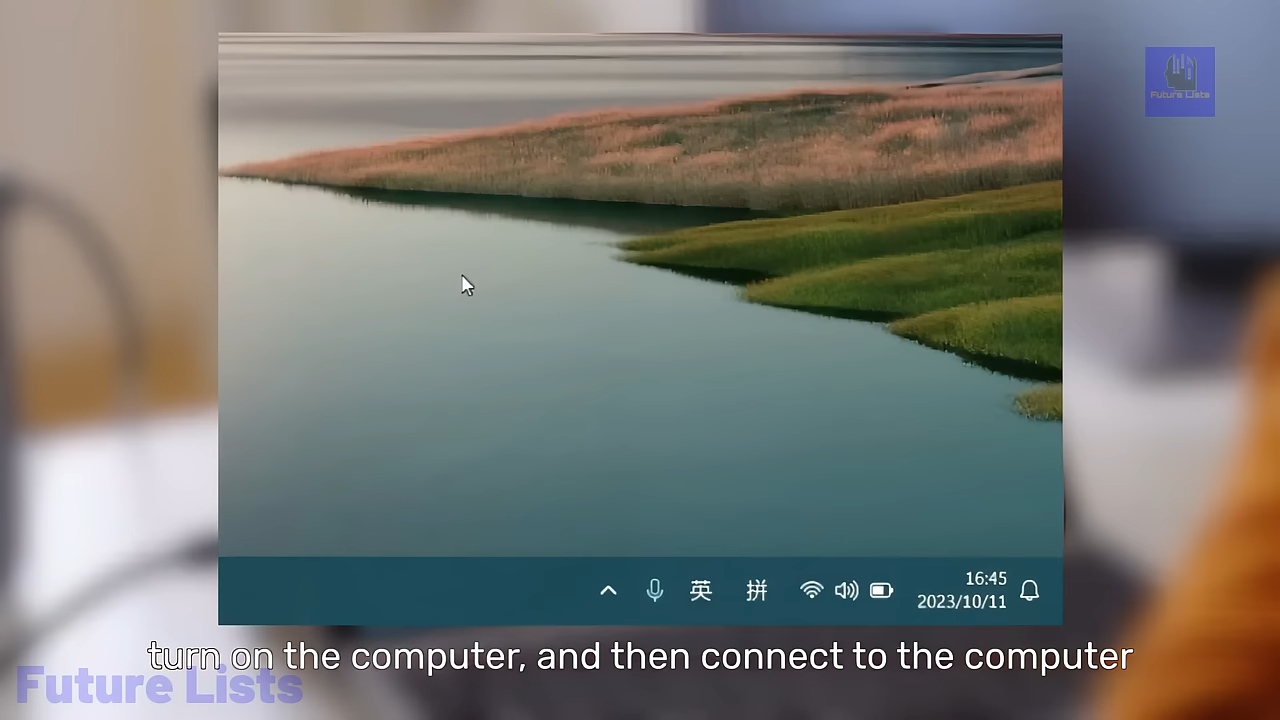 Future Lists
英 拼 16:45
2023/10/11
turn on the computer, and then connect to the computer
Future Lists